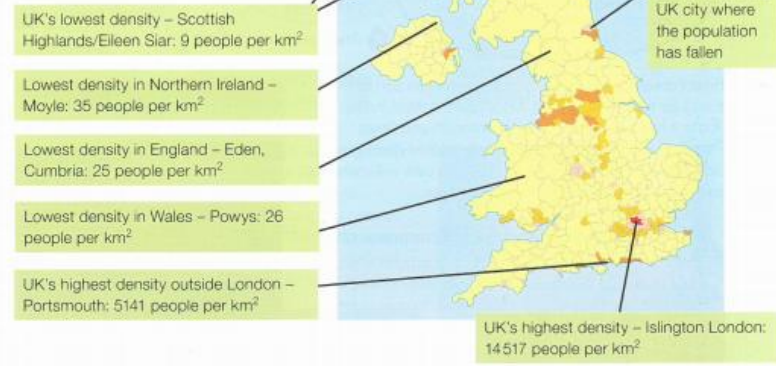 UK's lowest density – Scottish
Highlands/Eileen Siar: 9 people per km²
UK city where
the population
has fallen
Lowest density in Northern Ireland –
Moyle: 35 people per km²
Lowest density in England – Eden,
Cumbria: 25 people per km²
Lowest density in Wales – Powys: 26
people per km²
UK's highest density outside London –
Portsmouth: 5141 people per km²
UK's highest density – Islington London:
14517 people per km²